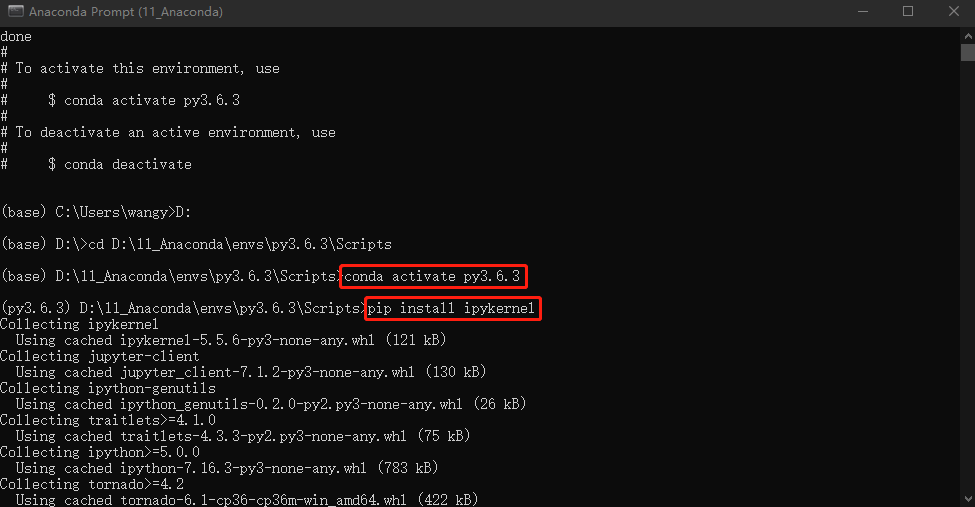 Anaconda Prompt (11_Anaconda)
done
#
# To activate this environment, use
#
#     $ conda activate py3.6.3
#
# To deactivate an active environment, use
#
#     $ conda deactivate
(base) C:\Users\wangy>D:
(base) D:\>cd D:\11_Anaconda\envs\py3.6.3\Scripts
(base) D:\11_Anaconda\envs\py3.6.3\Scripts>conda activate py3.6.3
(py3.6.3) D:\11_Anaconda\envs\py3.6.3\Scripts>pip install ipykernel
Collecting ipykernel
  Using cached ipykernel-5.5.6-py3-none-any.whl (121 kB)
Collecting jupyter-client
  Using cached jupyter_client-7.1.2-py3-none-any.whl (130 kB)
Collecting ipython-genutils
  Using cached ipython_genutils-0.2.0-py2.py3-none-any.whl (26 kB)
Collecting traitlets>=4.1.0
  Using cached traitlets-4.3.3-py2.py3-none-any.whl (75 kB)
Collecting ipython>=5.0.0
  Using cached ipython-7.16.3-py3-none-any.whl (783 kB)
Collecting tornado>=4.2
  Using cached tornado-6.1-cp36-cp36m-win_amd64.whl (422 kB)